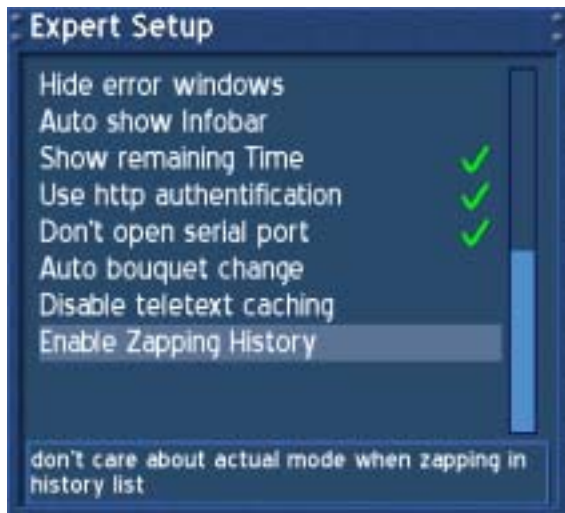 Expert Setup
Hide error windows
Auto show Infobar
Show remaining Time
Use http authentification
Don't open serial port
Auto bouquet change
Disable teletext caching
Enable Zapping History
don't care about actual mode when zapping in
history list